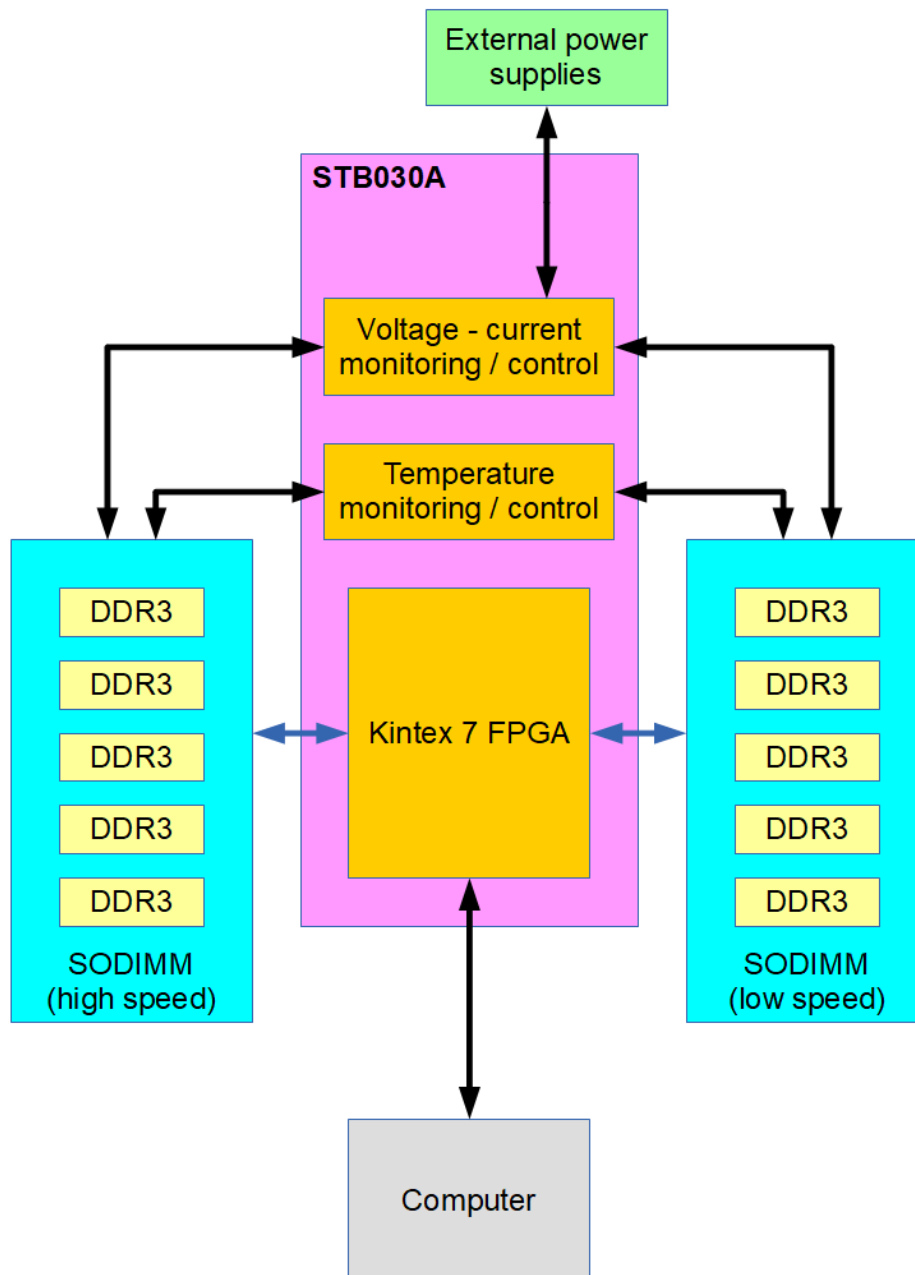 External power
supplies
STB030A
Voltage - current
monitoring / control
Temperature
monitoring / control
DDR3
DDR3
DDR3
DDR3
DDR3
SODIMM
(high speed)
Kintex 7 FPGA
DDR3
DDR3
DDR3
DDR3
DDR3
SODIMM
(low speed)
Computer